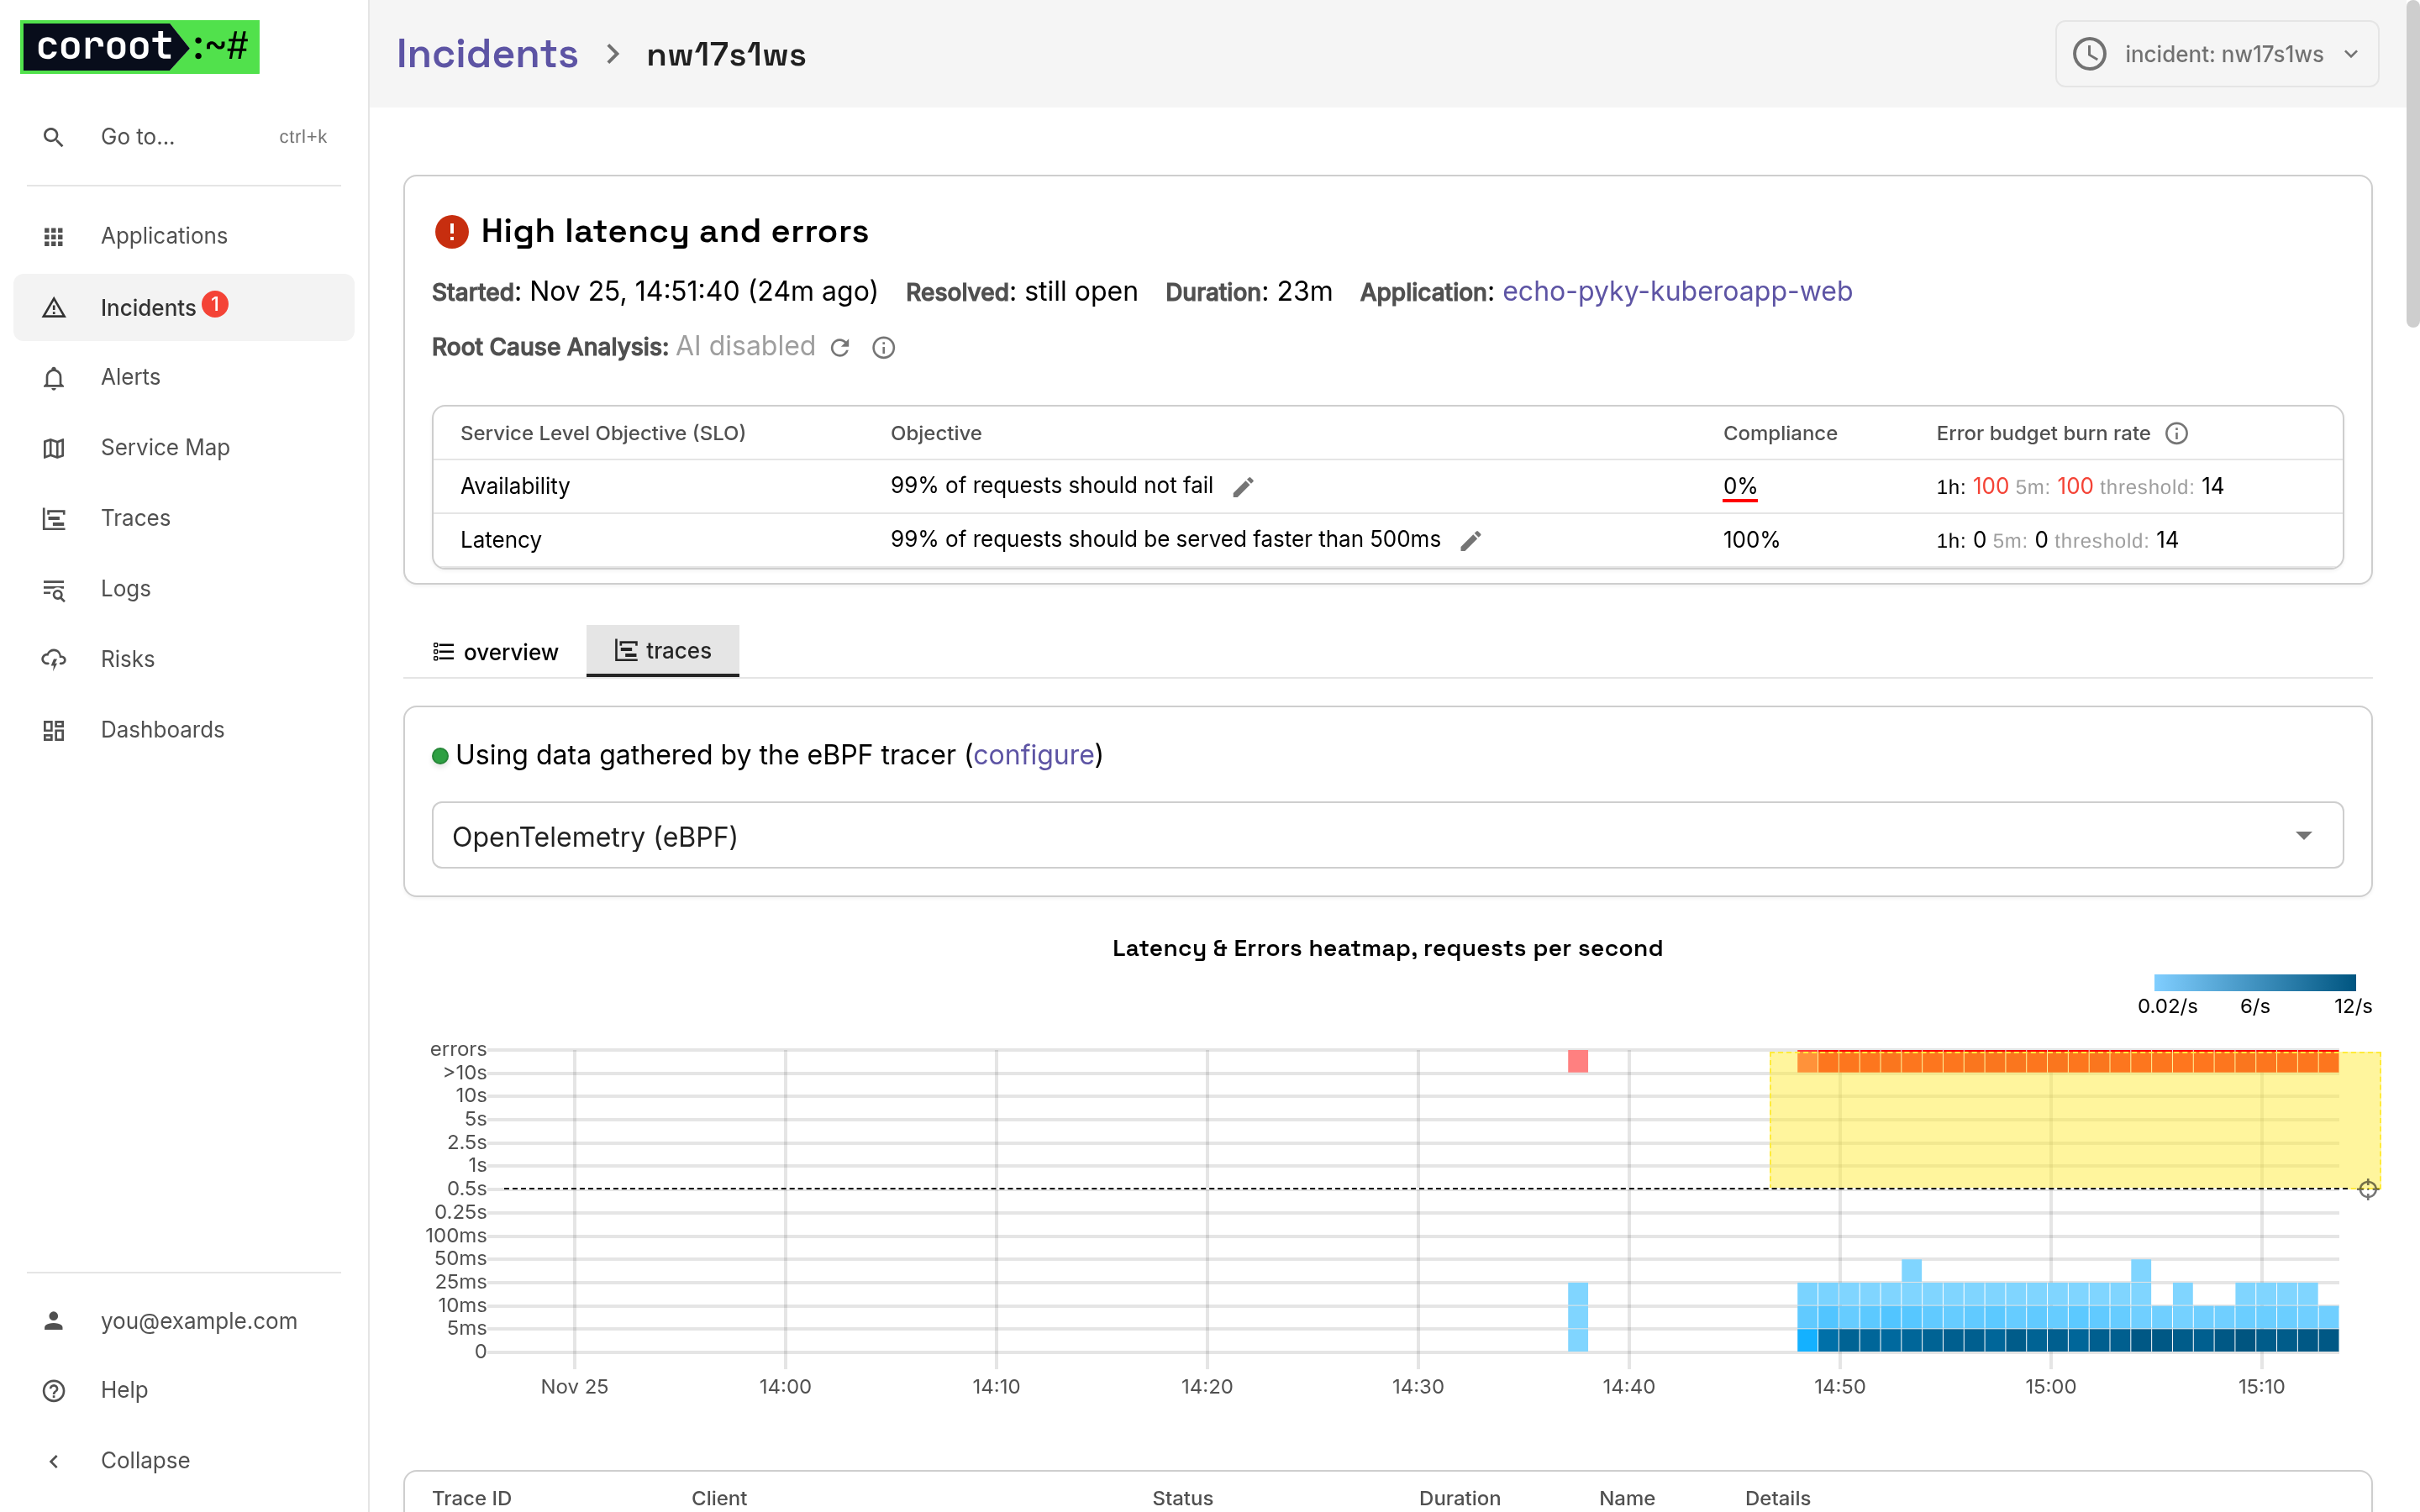 coroot:~#
Incidents > nw17s1ws
incident: nw17s1ws
Go to... ctrl+k
Applications
Incidents 1
Alerts
Service Map
Traces
Logs
Risks
Dashboards
you@example.com
Help
Collapse
High latency and errors
Started: Nov 25, 14:51:40 (24m ago) Resolved: still open Duration: 23m Application: echo-pyky-kuberoapp-web
Root Cause Analysis: AI disabled
Service Level Objective (SLO) Objective Compliance Error budget burn rate
Availability 99% of requests should not fail 0% 1h: 100 5m: 100 threshold: 14
Latency 99% of requests should be served faster than 500ms 100% 1h: 0 5m: 0 threshold: 14
overview traces
Using data gathered by the eBPF tracer (configure)
OpenTelemetry (eBPF)
Latency & Errors heatmap, requests per second
0.02/s 6/s 12/s
errors
>10s
10s
5s
2.5s
1s
0.5s
0.25s
100ms
50ms
25ms
10ms
5ms
0
Nov 25 14:00 14:10 14:20 14:30 14:40 14:50 15:00 15:10
Trace ID Client Status Duration Name Details